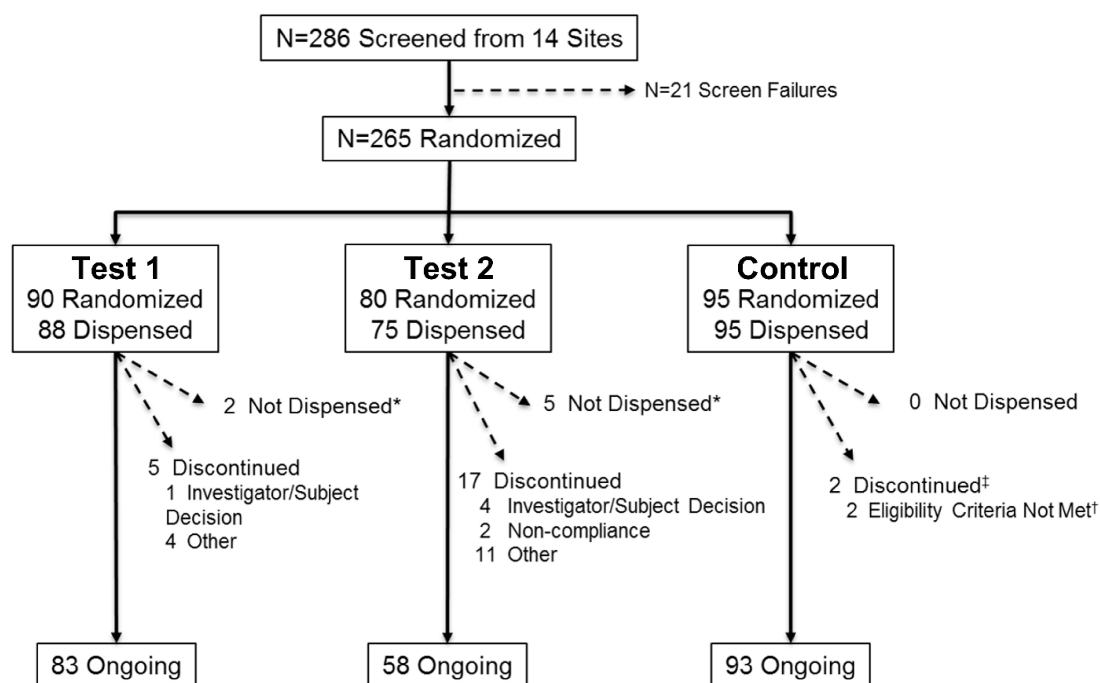 N=286 Screened from 14 Sites
N=21 Screen Failures
N=265 Randomized
Test 1
90 Randomized
88 Dispensed
Test 2
80 Randomized
75 Dispensed
Control
95 Randomized
95 Dispensed
2 Not Dispensed*
5 Discontinued
1 Investigator/Subject
Decision
4 Other
5 Not Dispensed*
17 Discontinued
4 Investigator/Subject Decision
2 Non-compliance
11 Other
0 Not Dispensed
2 Discontinued‡
2 Eligibility Criteria Not Met†
83 Ongoing
58 Ongoing
93 Ongoing